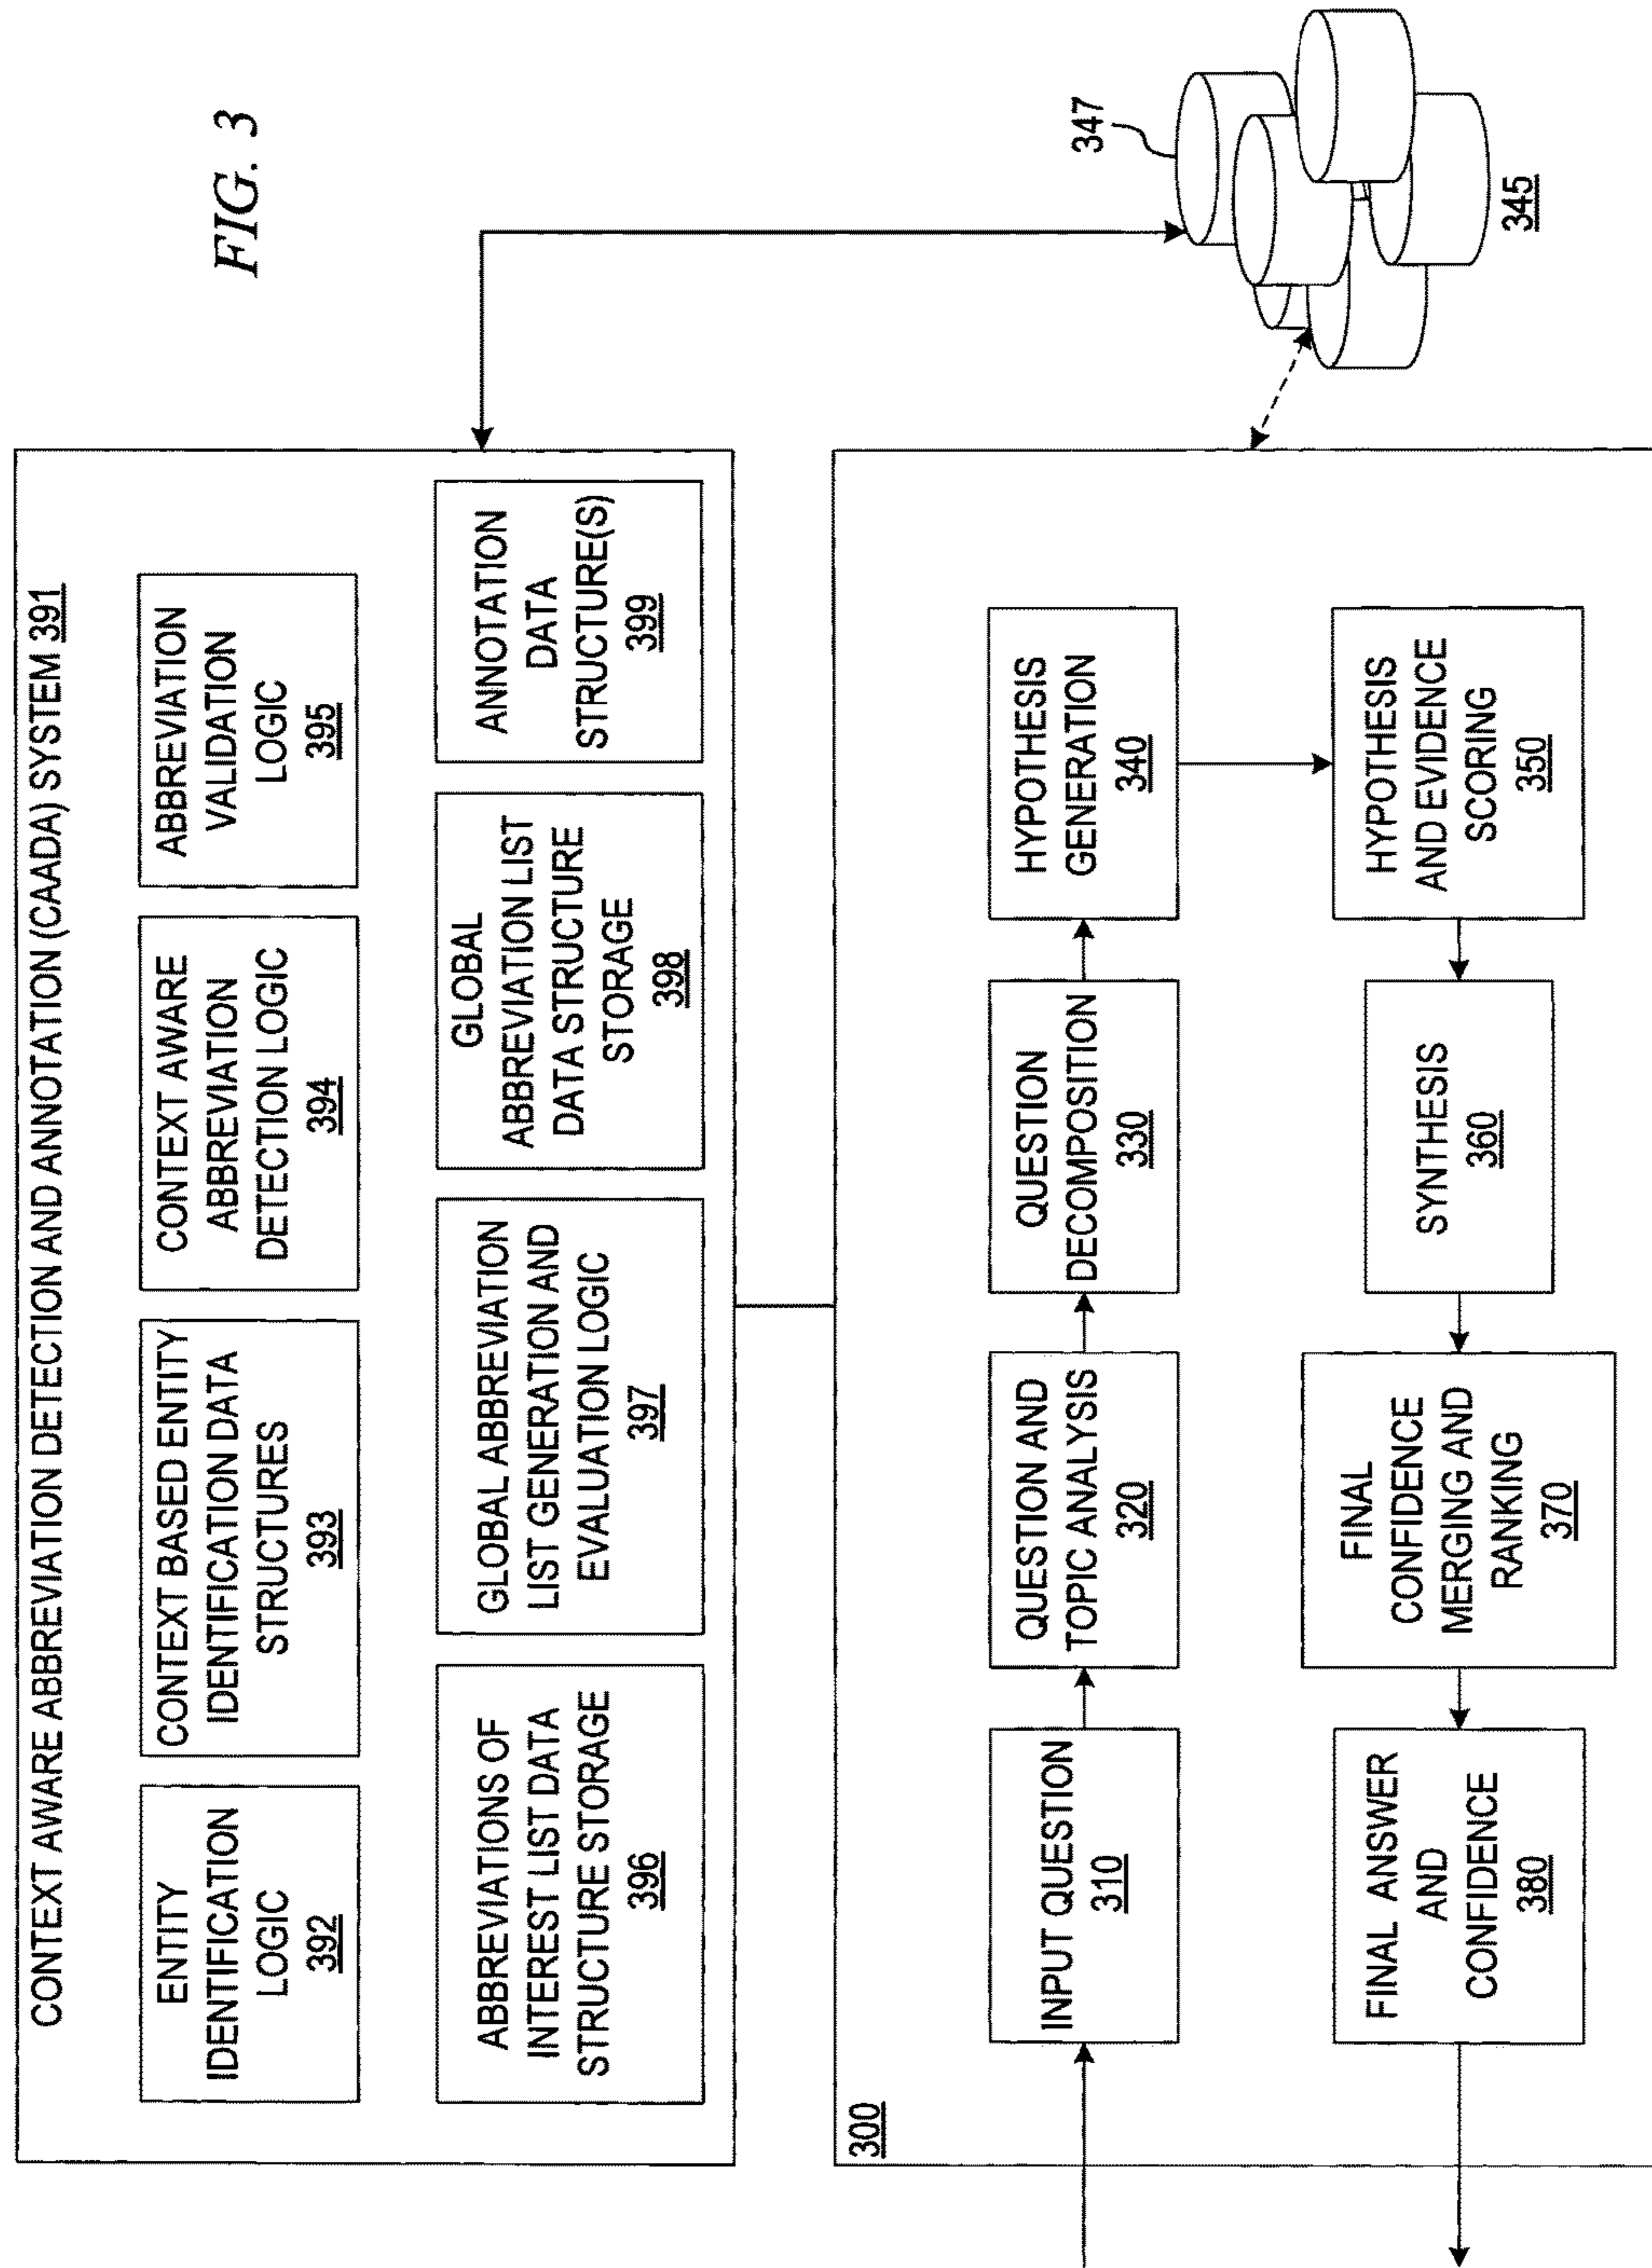 FIG. 3
CONTEXT AWARE ABBREVIATION DETECTION AND ANNOTATION (CAADA) SYSTEM 391
ENTITY
IDENTIFICATION
LOGIC
392
CONTEXT BASED ENTITY
IDENTIFICATION DATA
STRUCTURES
393
CONTEXT AWARE
ABBREVIATION
DETECTION LOGIC
394
ABBREVIATION
VALIDATION
LOGIC
395
ABBREVIATIONS OF
INTEREST LIST DATA
STRUCTURE STORAGE
396
GLOBAL ABBREVIATION
LIST GENERATION AND
EVALUATION LOGIC
397
GLOBAL
ABBREVIATION LIST
DATA STRUCTURE
STORAGE
398
ANNOTATION
DATA
STRUCTURE(S)
399
347
345
300
INPUT QUESTION
310
QUESTION AND
TOPIC ANALYSIS
320
QUESTION
DECOMPOSITION
330
HYPOTHESIS
GENERATION
340
HYPOTHESIS
AND EVIDENCE
SCORING
350
SYNTHESIS
360
FINAL
CONFIDENCE
MERGING AND
RANKING
370
FINAL ANSWER
AND
CONFIDENCE
380